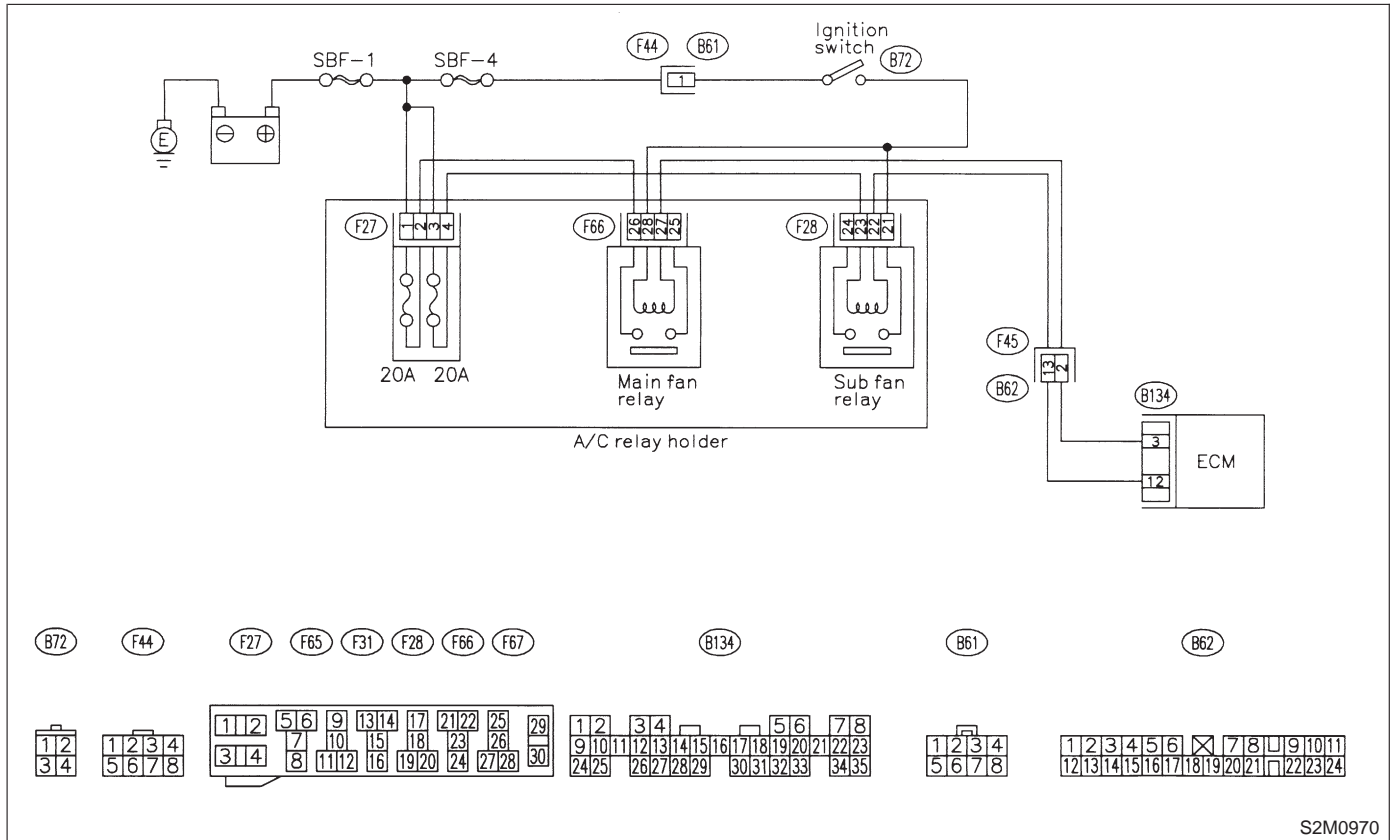 Ignition
switch
F44 B61
SBF-1 SBF-4
B72
1
E
F27 1 2 3 4
F66 26 28 27 25
F28 24 23 22 21
20A 20A
Main fan
relay
Sub fan
relay
A/C relay holder
F45
13 2
B62
B134
3
12
ECM
B72 F44 F27 F65 F31 F28 F66 F67 B134 B61 B62
1 2
3 4
1 2 3 4
5 6 7 8
1 2
3 4
5 6
7
8
9
10
11 12
13 14
15
16
17
18
19 20
21 22
23
24
25
26
27 28
29
30
1 2 3 4 5 6 7 8
9 10 11 12 13 14 15 16 17 18 19 20 21 22 23
24 25 26 27 28 29 30 31 32 33 34 35
1 2 3 4
5 6 7 8
1 2 3 4 5 6 7 8 9 10 11
12 13 14 15 16 17 18 19 20 21 22 23 24
S2M0970